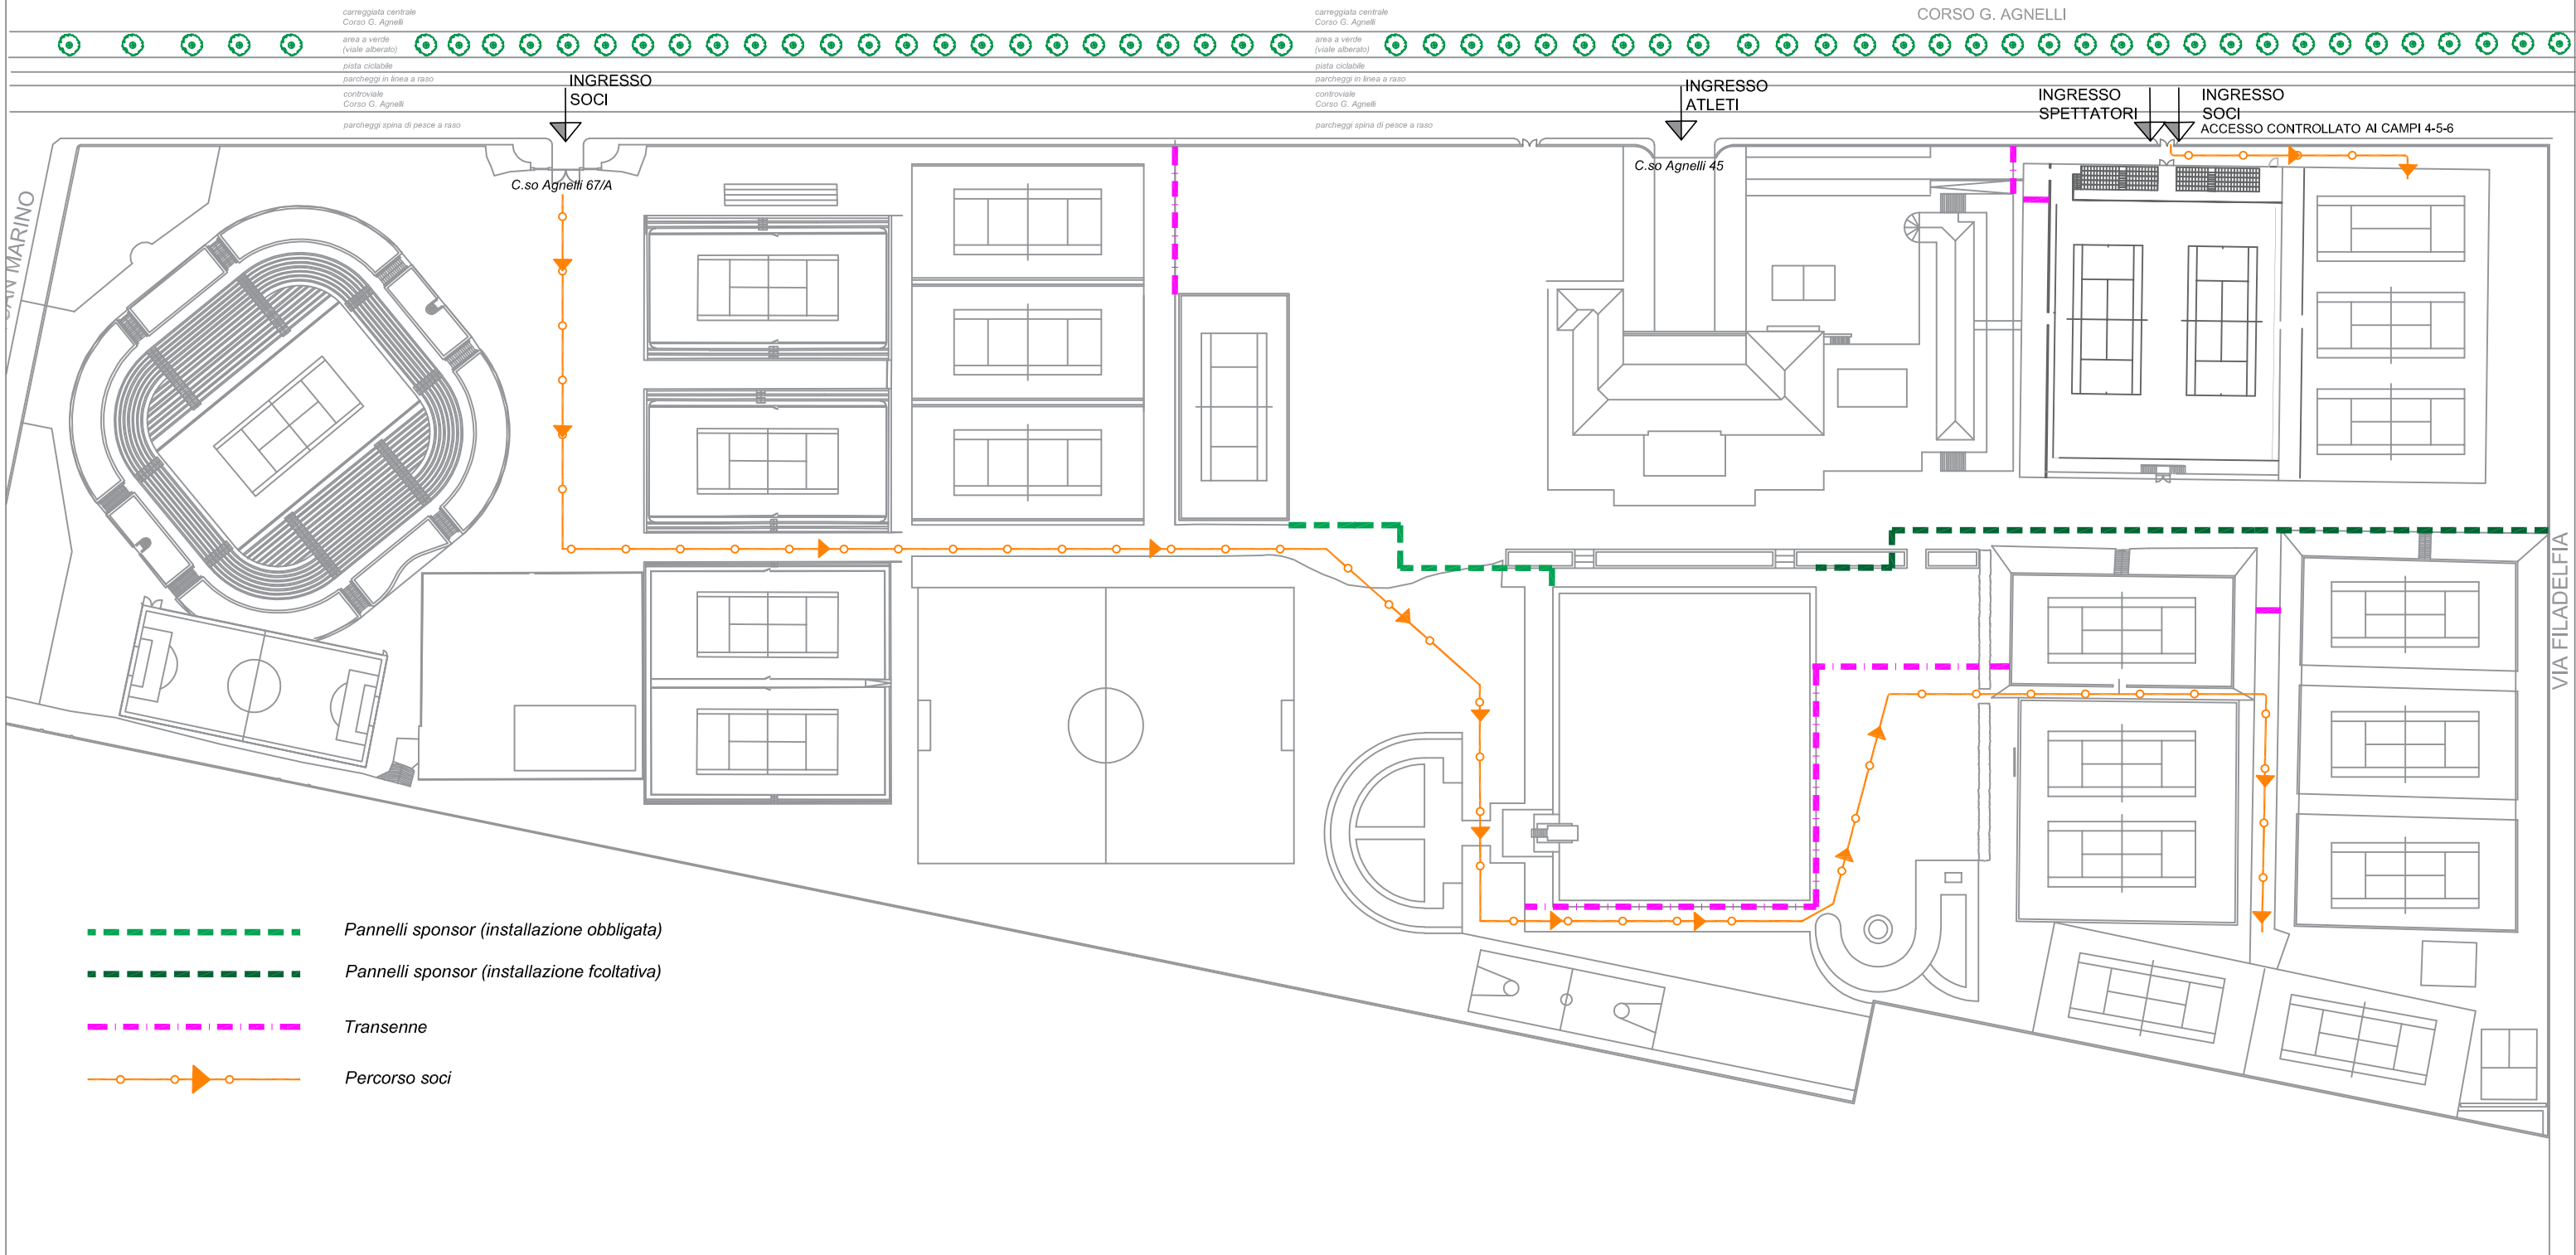 carreggiata centrale
Corso G. Agnelli
carreggiata centrale
Corso G. Agnelli
CORSO G. AGNELLI
area a verde
(viale alberato)
area a verde
(viale alberato)
pista ciclabile
pista ciclabile
parcheggi in linea a raso
parcheggi in linea a raso
controviale
Corso G. Agnelli
controviale
Corso G. Agnelli
parcheggi spina di pesce a raso
parcheggi spina di pesce a raso
INGRESSO
SOCI
INGRESSO
ATLETI
INGRESSO
SPETTATORI
INGRESSO
SOCI
ACCESSO CONTROLLATO AI CAMPI 4-5-6
C.so Agnelli 67/A
C.so Agnelli 45
SAN MARINO
VIA FILADELFIA
Pannelli sponsor (installazione obbligata)
Pannelli sponsor (installazione fcoltativa)
Transenne
Percorso soci